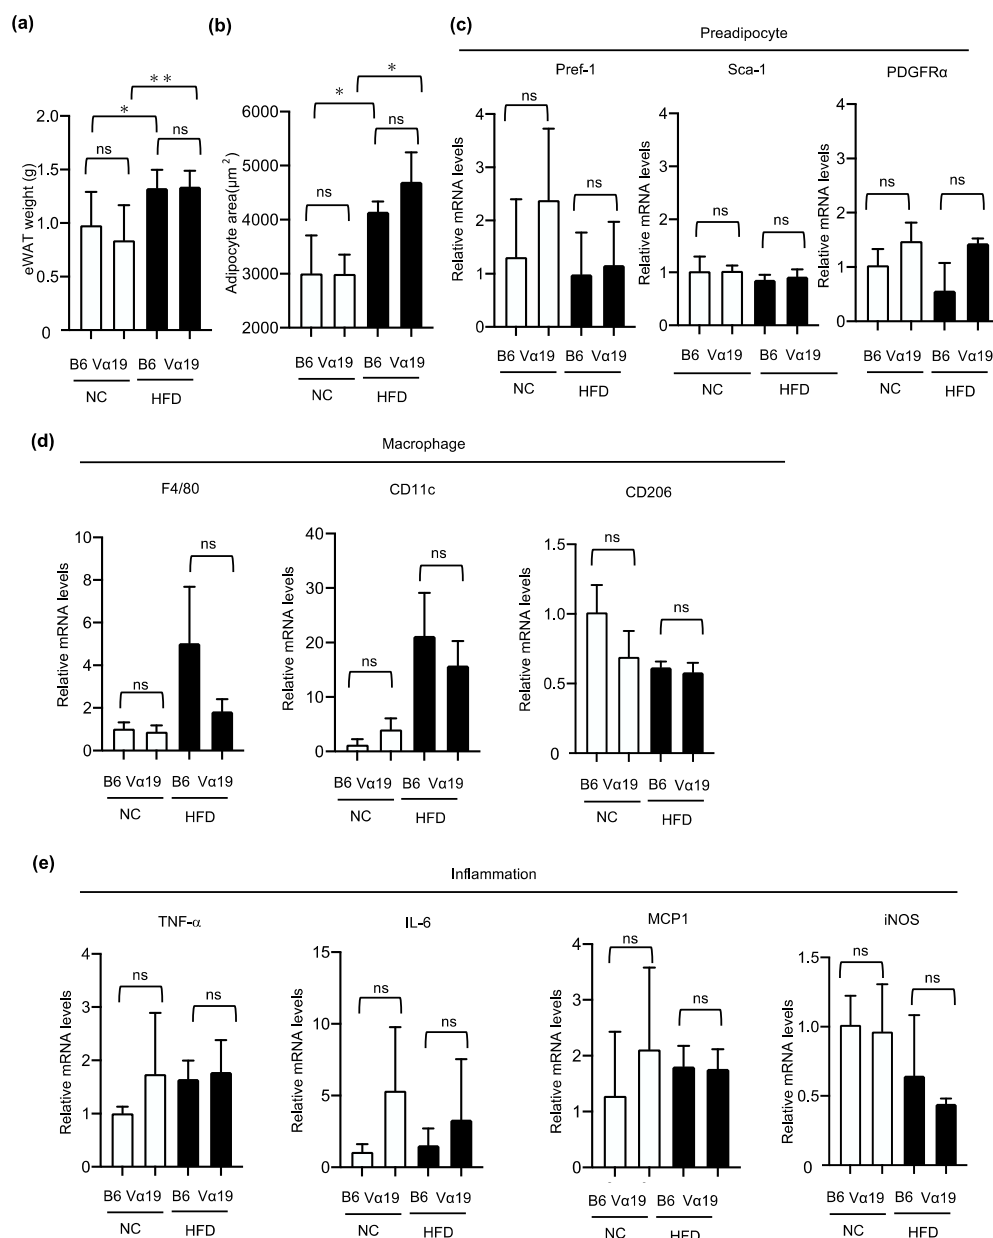 (a)
eWAT weight (g)
2.0
1.5
1.0
0.5
0
*
**
ns
ns
B6 Vα19
B6 Vα19
NC
HFD
(b)
Adipocyte area(μm⁻²)
6000
5000
4000
3000
2000
*
*
ns
ns
B6 Vα19
B6 Vα19
NC
HFD
(c)
Preadipocyte
Pref-1
Relative mRNA levels
4
3
2
1
0
ns
ns
B6 Vα19
B6 Vα19
NC
HFD
Sca-1
Relative mRNA levels
4
3
2
1
0
ns
ns
B6 Vα19
B6 Vα19
NC
HFD
PDGFRα
Relative mRNA levels
4
3
2
1
0
ns
ns
B6 Vα19
B6 Vα19
NC
HFD
(d)
Macrophage
F4/80
Relative mRNA levels
10
8
6
4
2
0
ns
ns
B6 Vα19
B6 Vα19
NC
HFD
CD11c
Relative mRNA levels
40
30
20
10
0
ns
ns
B6 Vα19
B6 Vα19
NC
HFD
CD206
Relative mRNA levels
1.5
1.0
0.5
0
ns
ns
B6 Vα19
B6 Vα19
NC
HFD
(e)
Inflammation
TNF-α
Relative mRNA levels
4
3
2
1
0
ns
ns
B6 Vα19
B6 Vα19
NC
HFD
IL-6
Relative mRNA levels
15
10
5
0
ns
ns
B6 Vα19
B6 Vα19
NC
HFD
MCP1
Relative mRNA levels
4
3
2
1
0
ns
ns
B6 Vα19
B6 Vα19
NC
HFD
iNOS
Relative mRNA levels
1.5
1.0
0.5
0
ns
ns
B6 Vα19
B6 Vα19
NC
HFD